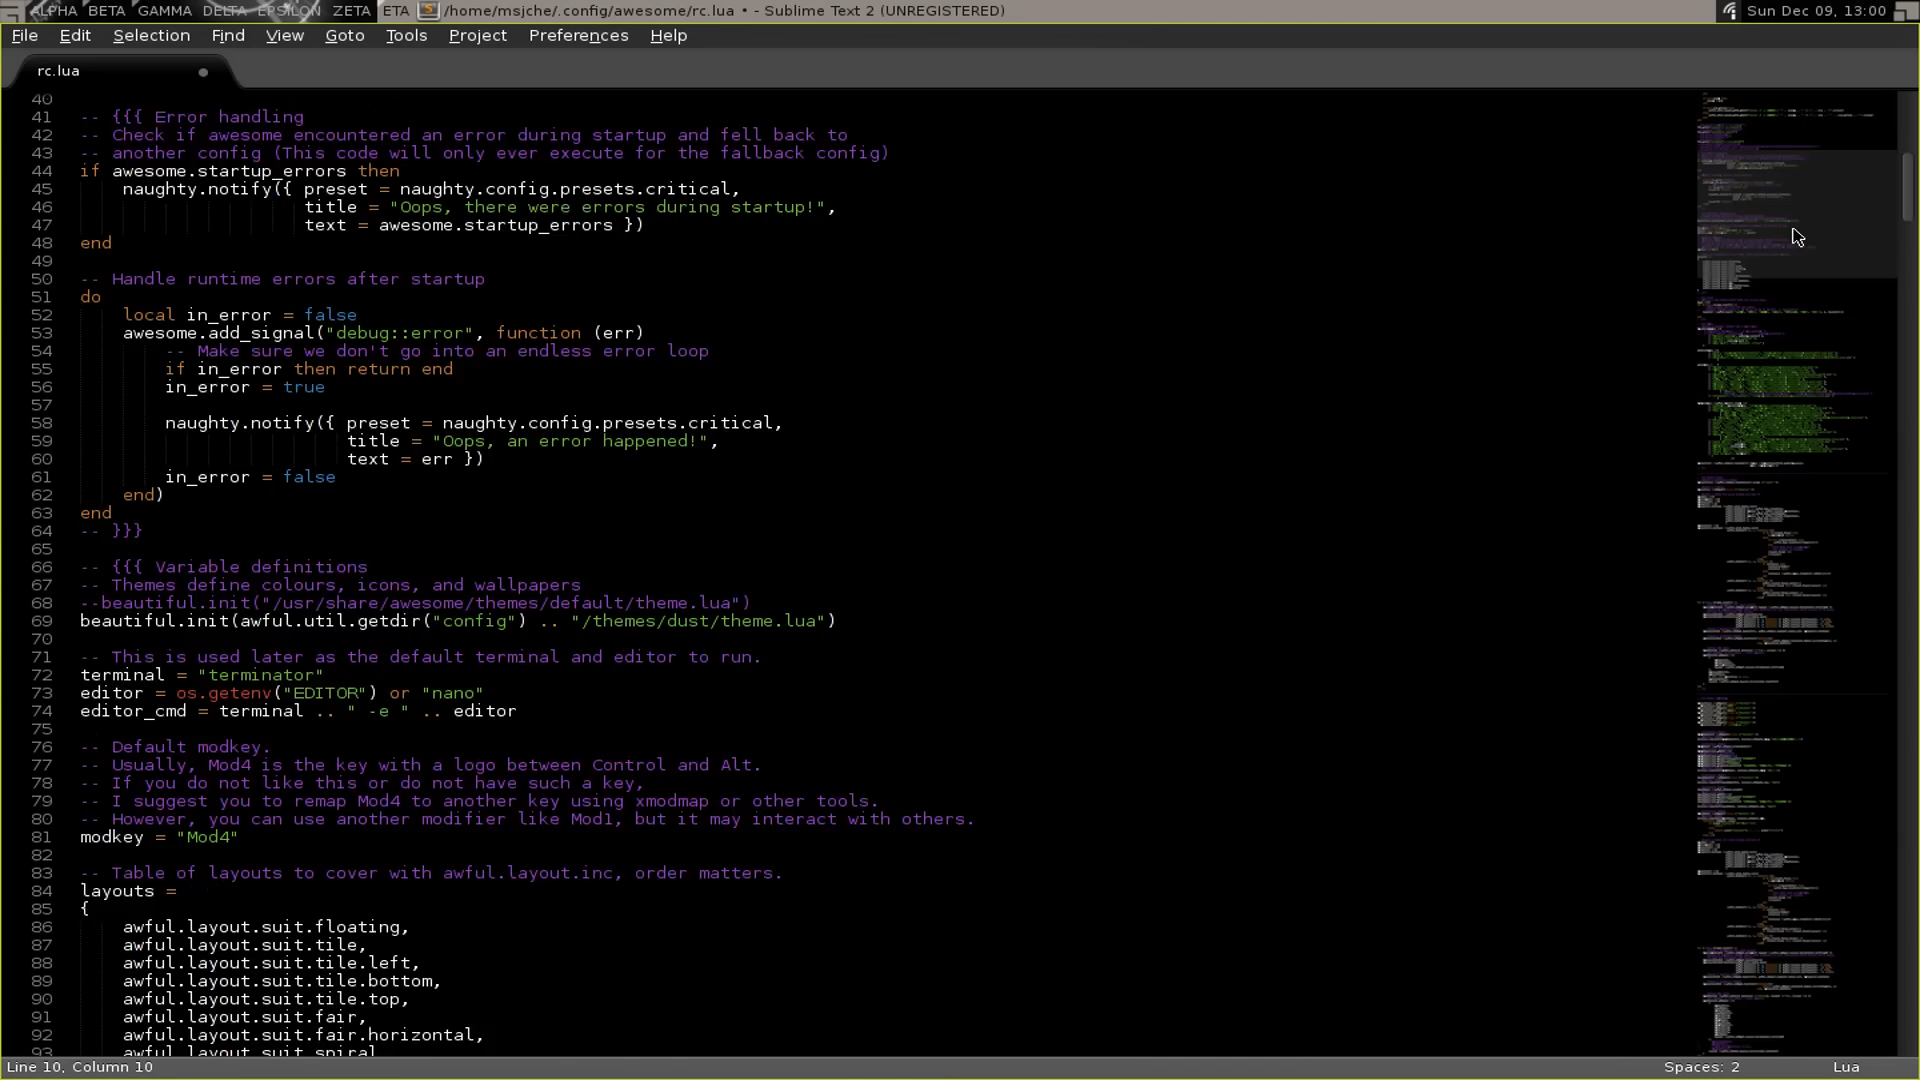 ALPHA BETA GAMMA DELTA EPSILON ZETA ETA /home/msjche/.config/awesome/rc.lua • - Sublime Text 2 (UNREGISTERED) Sun Dec 09, 13:00
File Edit Selection Find View Goto Tools Project Preferences Help
rc.lua
40
41 -- {{{ Error handling
42 -- Check if awesome encountered an error during startup and fell back to
43 -- another config (This code will only ever execute for the fallback config)
44 if awesome.startup_errors then
45     naughty.notify({ preset = naughty.config.presets.critical,
46                      title = "Oops, there were errors during startup!",
47                      text = awesome.startup_errors })
48 end
49
50 -- Handle runtime errors after startup
51 do
52     local in_error = false
53     awesome.add_signal("debug::error", function (err)
54         -- Make sure we don't go into an endless error loop
55         if in_error then return end
56         in_error = true
57
58         naughty.notify({ preset = naughty.config.presets.critical,
59                          title = "Oops, an error happened!",
60                          text = err })
61         in_error = false
62     end)
63 end
64 -- }}}
65
66 -- {{{ Variable definitions
67 -- Themes define colours, icons, and wallpapers
68 --beautiful.init("/usr/share/awesome/themes/default/theme.lua")
69 beautiful.init(awful.util.getdir("config") .. "/themes/dust/theme.lua")
70
71 -- This is used later as the default terminal and editor to run.
72 terminal = "terminator"
73 editor = os.getenv("EDITOR") or "nano"
74 editor_cmd = terminal .. " -e " .. editor
75
76 -- Default modkey.
77 -- Usually, Mod4 is the key with a logo between Control and Alt.
78 -- If you do not like this or do not have such a key,
79 -- I suggest you to remap Mod4 to another key using xmodmap or other tools.
80 -- However, you can use another modifier like Mod1, but it may interact with others.
81 modkey = "Mod4"
82
83 -- Table of layouts to cover with awful.layout.inc, order matters.
84 layouts =
85 {
86     awful.layout.suit.floating,
87     awful.layout.suit.tile,
88     awful.layout.suit.tile.left,
89     awful.layout.suit.tile.bottom,
90     awful.layout.suit.tile.top,
91     awful.layout.suit.fair,
92     awful.layout.suit.fair.horizontal,
93     awful.layout.suit.spiral
Line 10, Column 10 Spaces: 2 Lua